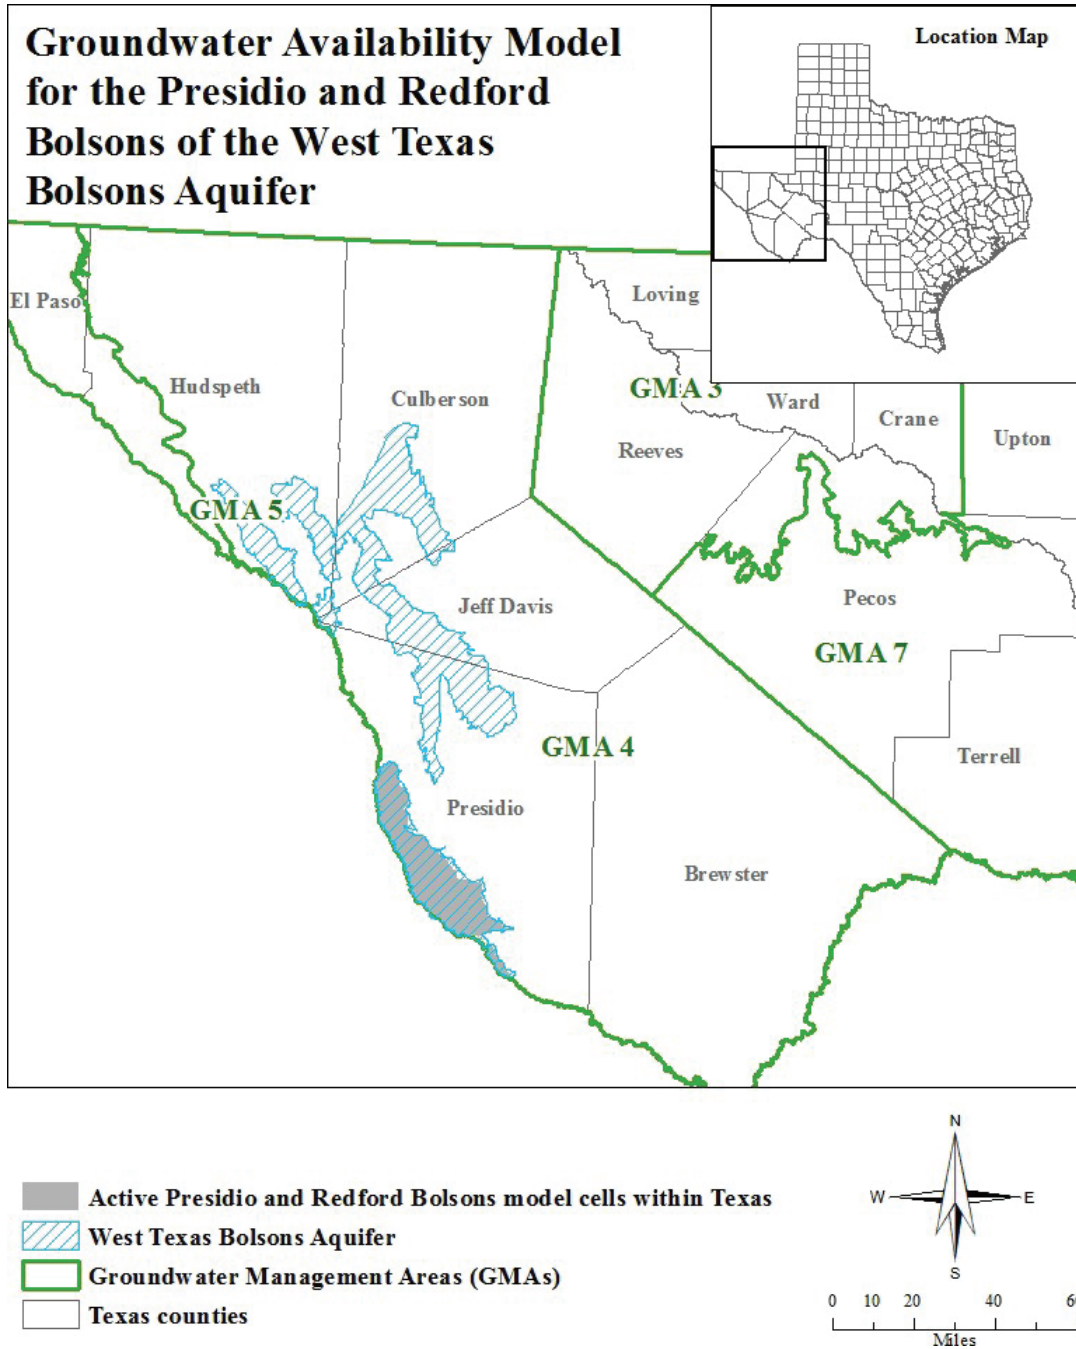 Groundwater Availability Model
for the Presidio and Redford
Bolsons of the West Texas
Bolsons Aquifer
Location Map
El Paso
Hudspeth
Culberson
Loving
GMA 3
Ward
Crane
Upton
Reeves
GMA 5
Jeff Davis
Pecos
GMA 7
GMA 4
Terrell
Presidio
Brewster
N
W
E
S
Active Presidio and Redford Bolsons model cells within Texas
West Texas Bolsons Aquifer
Groundwater Management Areas (GMAs)
Texas counties
0 10 20 40 60
Miles